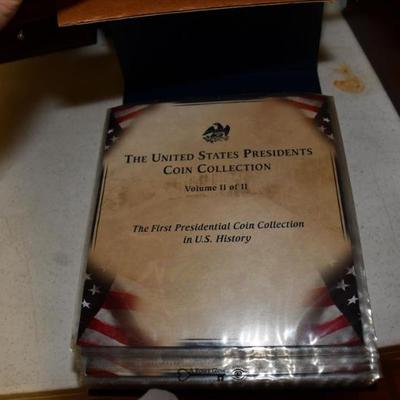 The United States Presidents
Coin Collection
Volume II of II
The First Presidential Coin Collection
in U.S. History